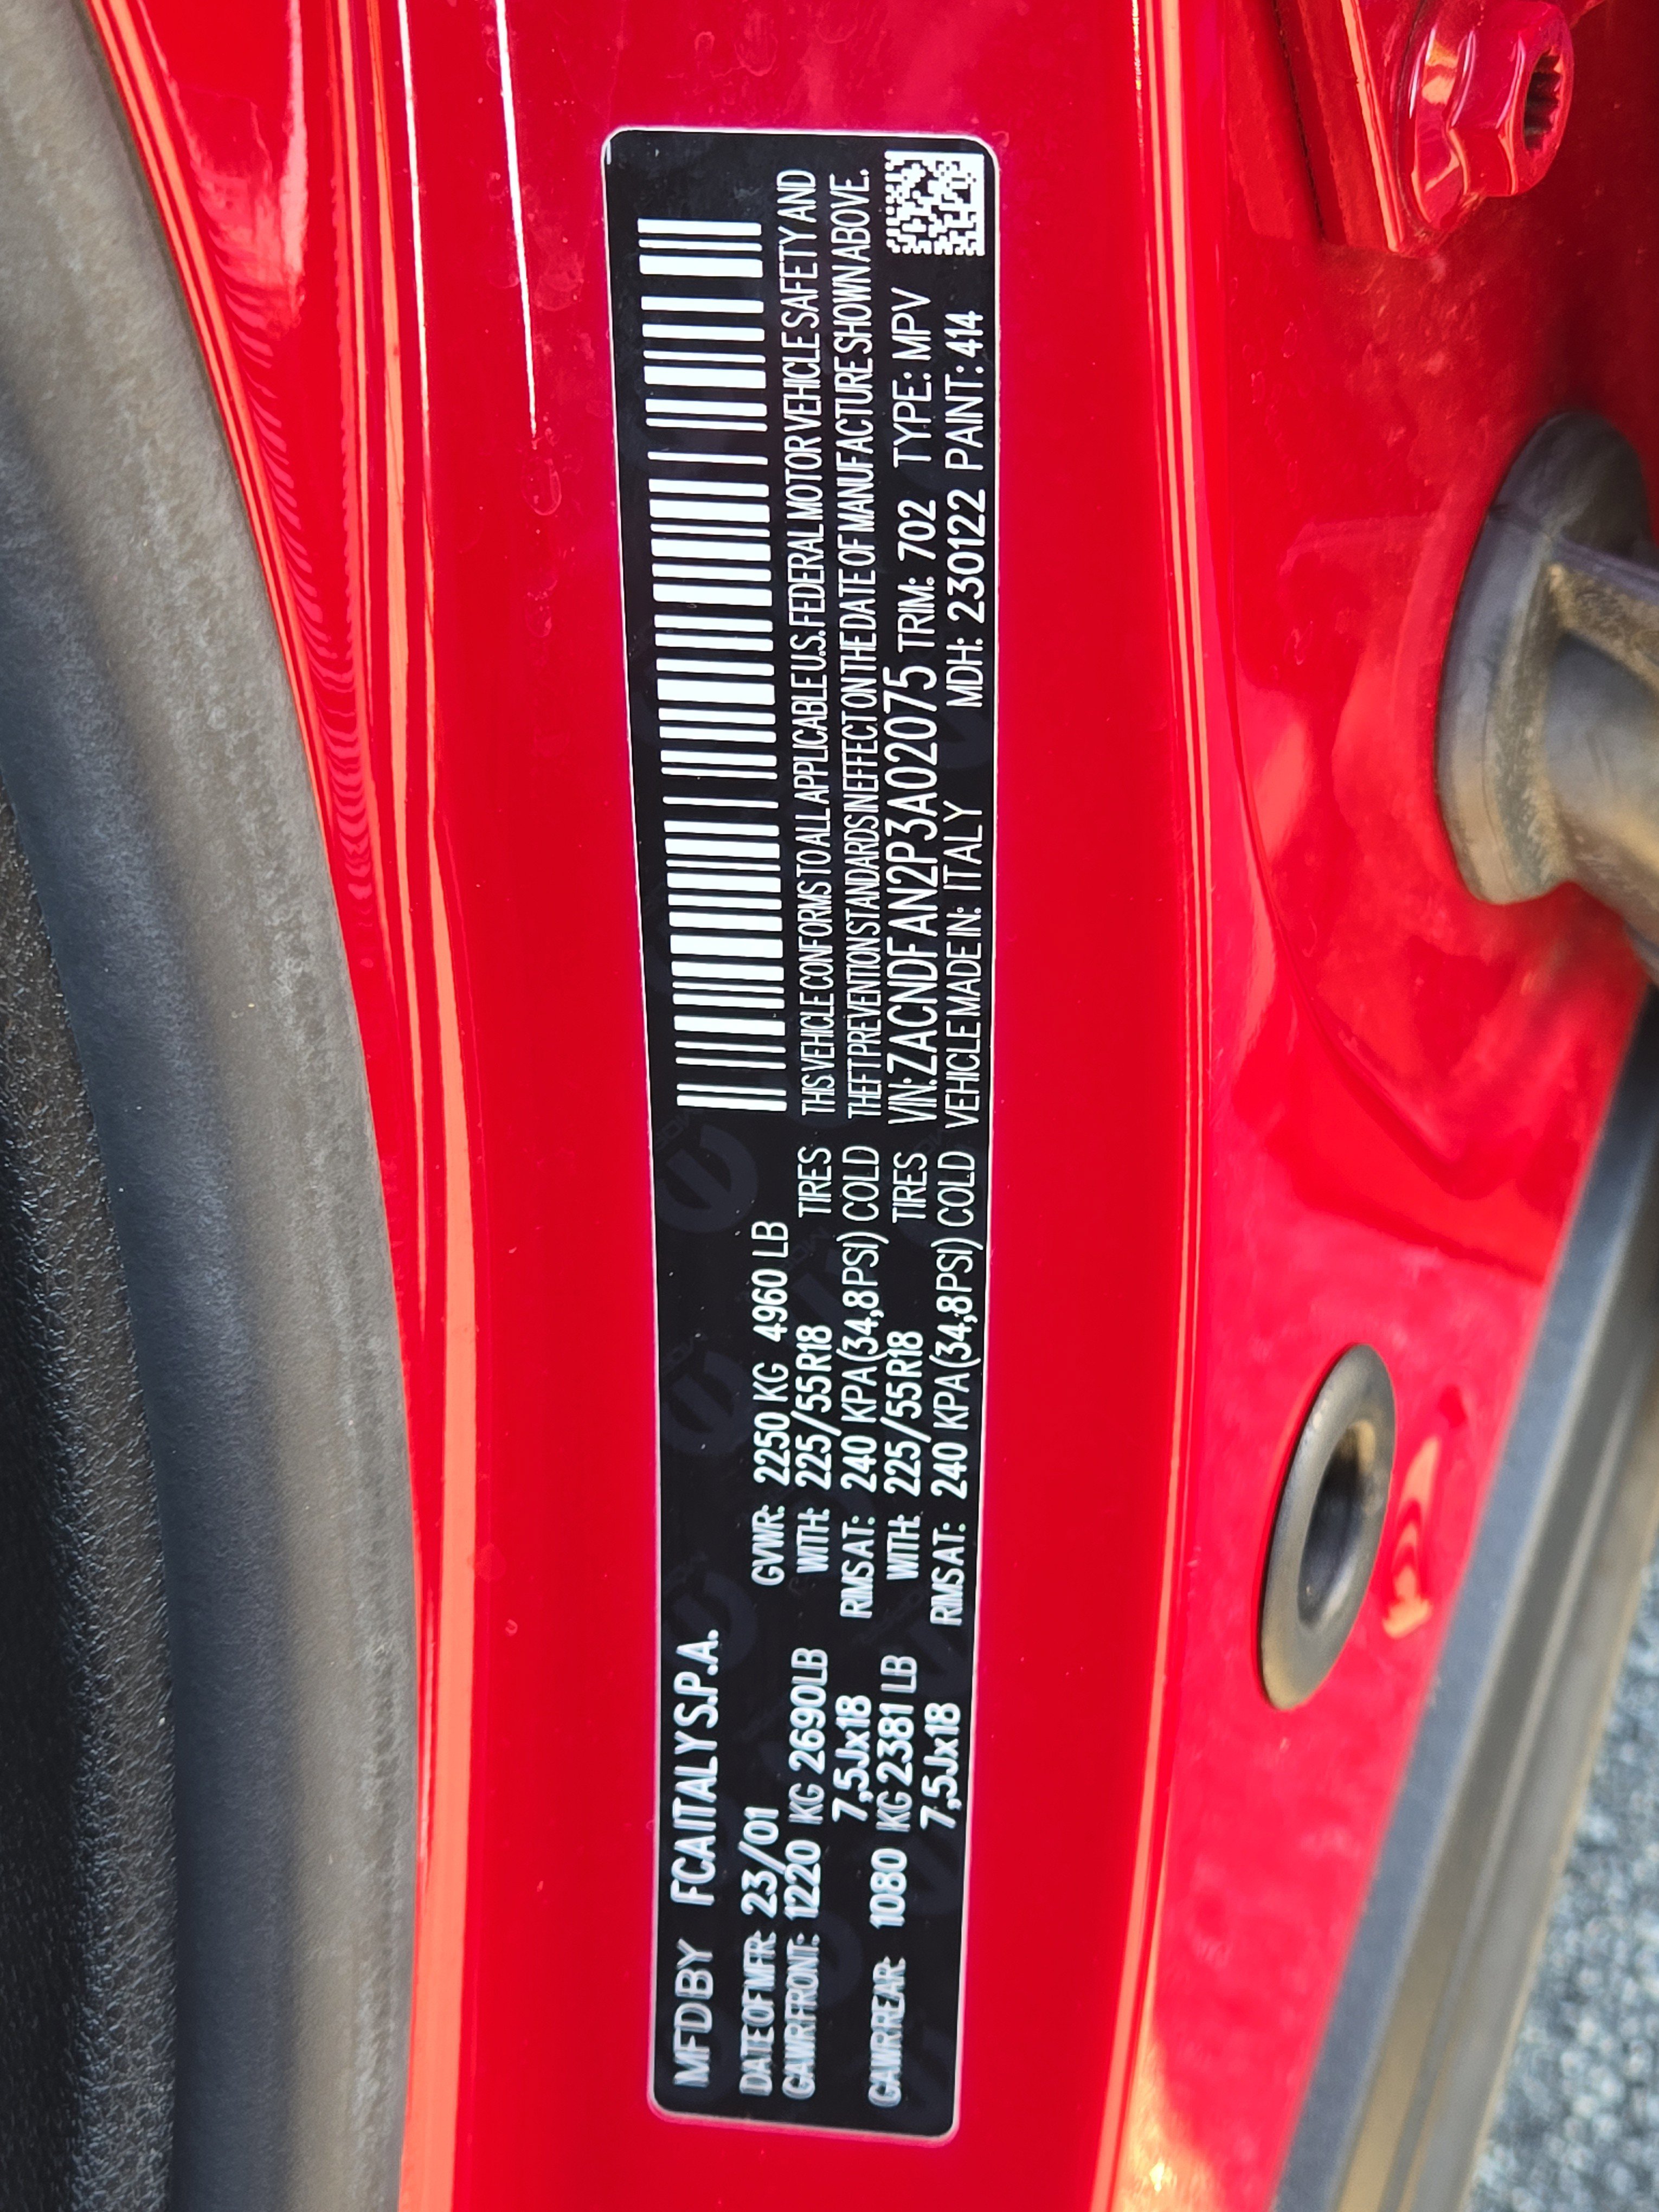 MFD BY FCA ITALY S.P.A.
DATE OF MFR: 23/01 GVWR: 2250 KG 4960 LB
GAWR FRONT: 1220 KG 2690 LB WITH: 225/55R18 TIRES
7,5Jx18 RIMS AT: 240 KPA (34,8 PSI) COLD
GAWR REAR: 1080 KG 2381 LB WITH: 225/55R18 TIRES
7,5Jx18 RIMS AT: 240 KPA (34,8 PSI) COLD
THIS VEHICLE CONFORMS TO ALL APPLICABLE U.S. FEDERAL MOTOR VEHICLE SAFETY AND
THEFT PREVENTION STANDARDS IN EFFECT ON THE DATE OF MANUFACTURE SHOWN ABOVE.
VIN: ZACNDFAN2P3A02075 TRIM: 702 TYPE: MPV
VEHICLE MADE IN: ITALY MDH: 230122 PAINT: 414